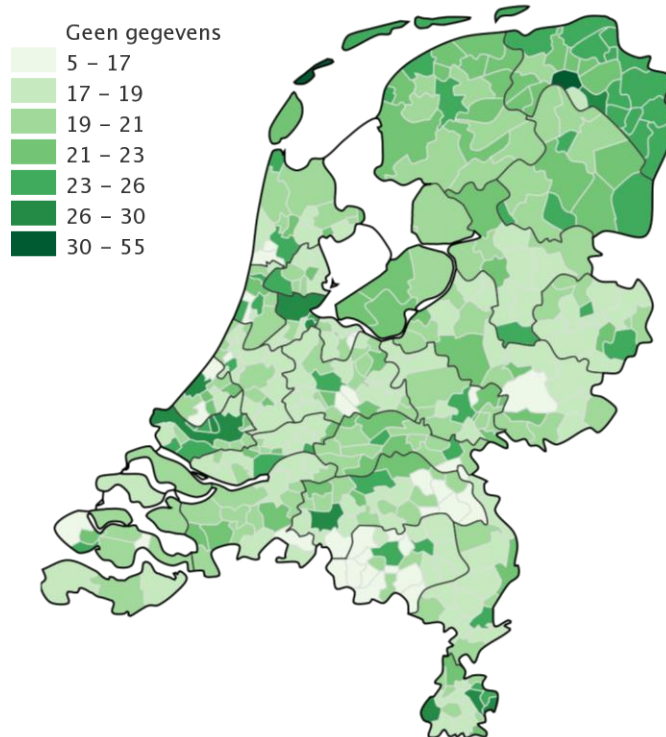 Geen gegevens
5 – 17
17 – 19
19 – 21
21 – 23
23 – 26
26 – 30
30 – 55